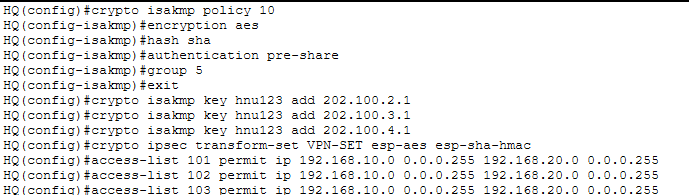 HQ(config)#crypto isakmp policy 10
HQ(config-isakmp)#encryption aes
HQ(config-isakmp)#hash sha
HQ(config-isakmp)#authentication pre-share
HQ(config-isakmp)#group 5
HQ(config-isakmp)#exit
HQ(config)#crypto isakmp key hnu123 add 202.100.2.1
HQ(config)#crypto isakmp key hnu123 add 202.100.3.1
HQ(config)#crypto isakmp key hnu123 add 202.100.4.1
HQ(config)#crypto ipsec transform-set VPN-SET esp-aes esp-sha-hmac
HQ(config)#access-list 101 permit ip 192.168.10.0 0.0.0.255 192.168.20.0 0.0.0.255
HQ(config)#access-list 102 permit ip 192.168.10.0 0.0.0.255 192.168.20.0 0.0.0.255
HQ(config)#access-list 103 permit ip 192.168.10.0 0.0.0.255 192.168.20.0 0.0.0.255